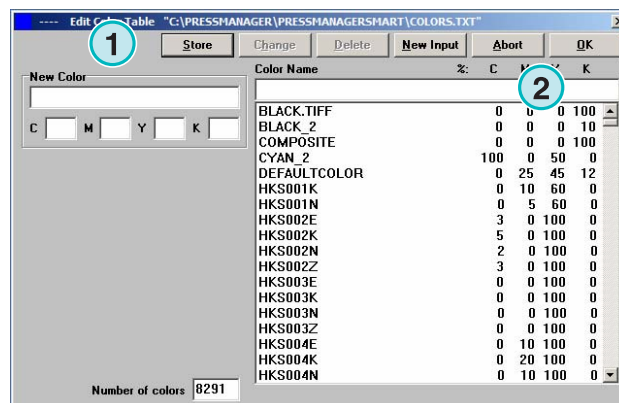 ---- Edit Color Table "C:\PRESSMANAGER\PRESSMANAGERSMART\COLORS.TXT"
1
Store Change Delete New Input Abort OK
New Color
Color Name %: C M Y K
2
C M Y K
BLACK.TIFF 0 0 0 100
BLACK_2 0 0 0 10
COMPOSITE 0 0 0 100
CYAN_2 100 0 50 0
DEFAULTCOLOR 0 25 45 12
HKS001K 0 10 60 0
HKS001N 0 5 60 0
HKS002E 3 0 100 0
HKS002K 5 0 100 0
HKS002N 2 0 100 0
HKS002Z 3 0 100 0
HKS003E 0 0 100 0
HKS003K 0 0 100 0
HKS003N 0 0 100 0
HKS003Z 0 0 100 0
HKS004E 0 10 100 0
HKS004K 0 20 100 0
HKS004N 0 10 100 0
Number of colors 8291